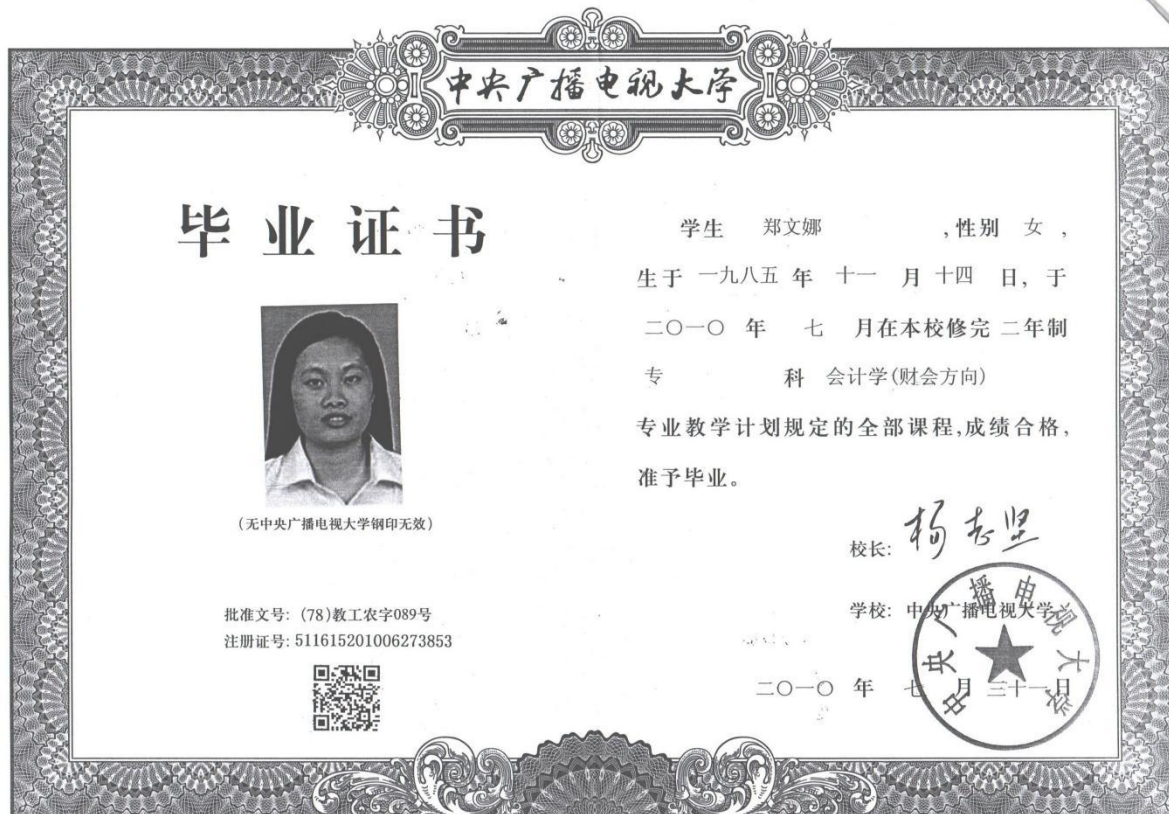 中央广播电视大学
毕业证书
(无中央广播电视大学钢印无效)
批准文号: (78)教工农字089号
注册证号: 511615201006273853
学生 郑文娜 ,性别 女 ,
生于 一九八五 年 十一 月 十四 日, 于
二〇一〇 年 七 月在本校修完 二年制
专 科 会计学(财会方向)
专业教学计划规定的全部课程,成绩合格,
准予毕业。
校长: 杨志坚
学校: 中央广播电视大学
二〇一〇 年 七 月 三十一日
中央广播电视大学